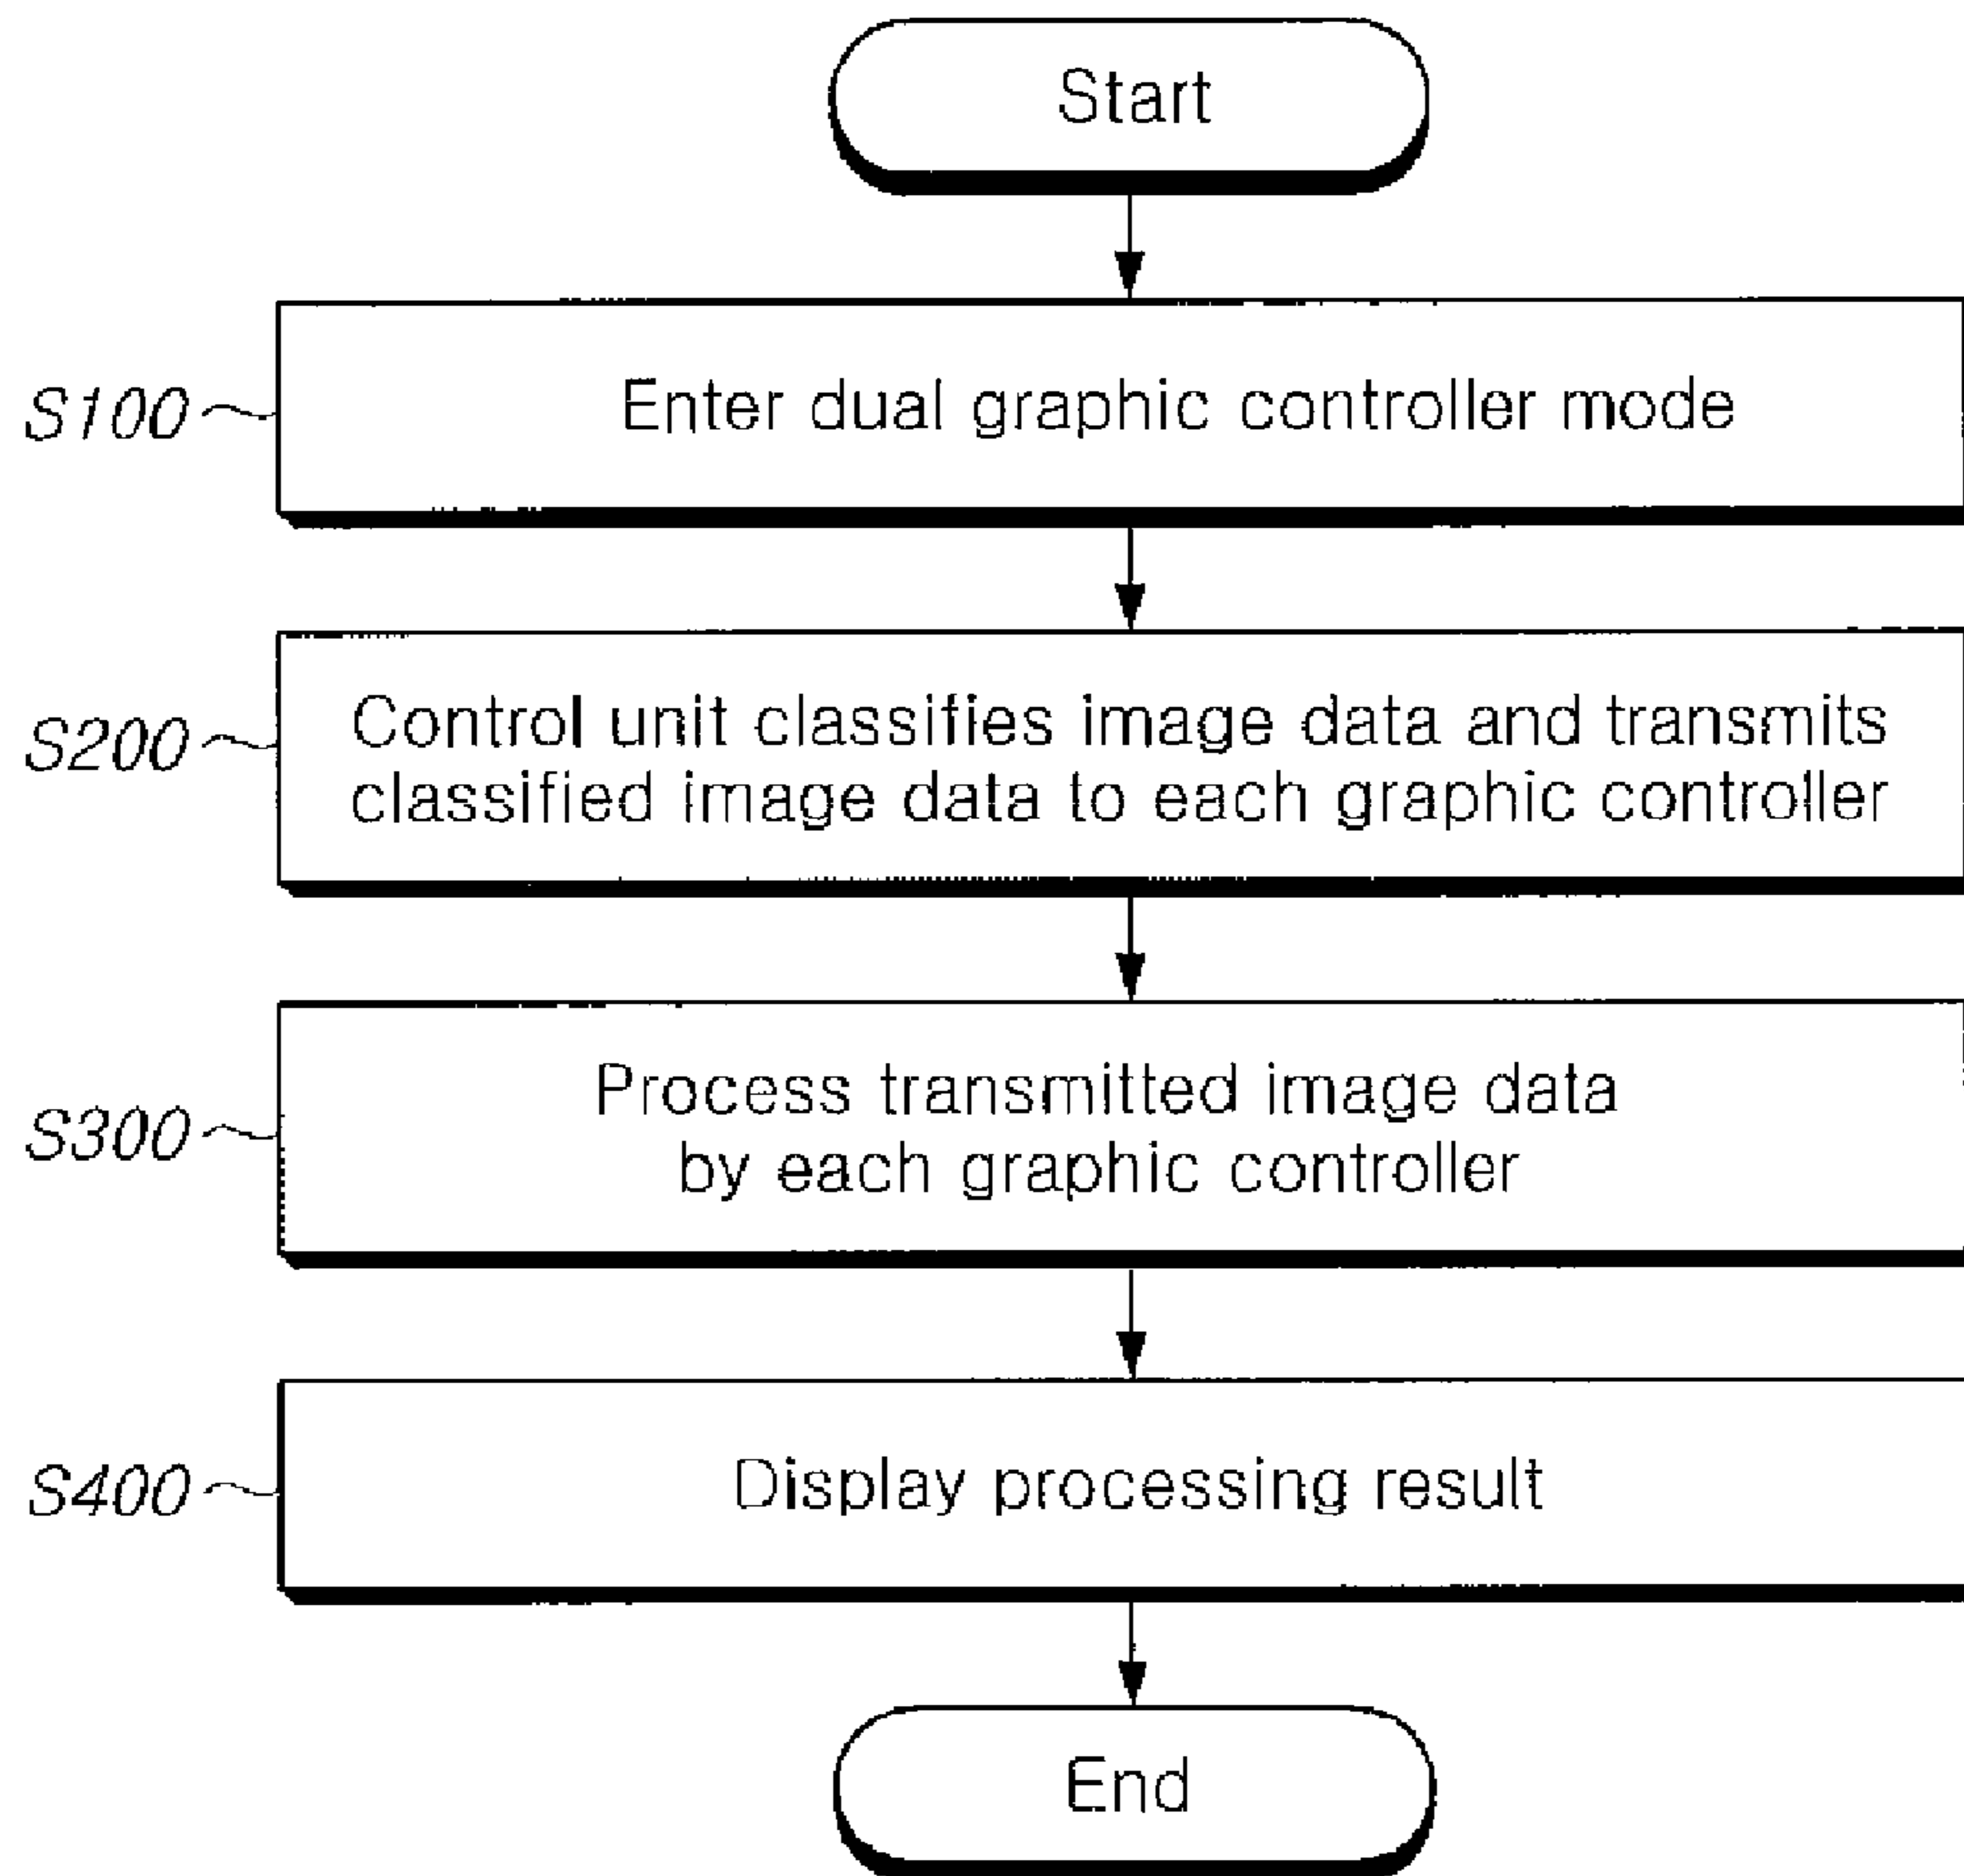 Start
S100
Enter dual graphic controller mode
S200
Control unit classifies image data and transmits
classified image data to each graphic controller
S300
Process transmitted image data
by each graphic controller
S400
Display processing result
End